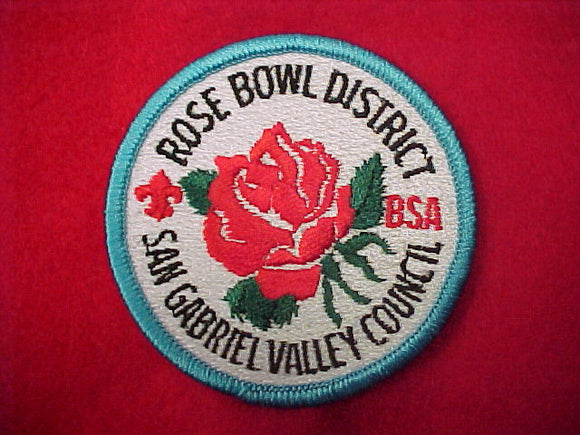 ROSE BOWL DISTRICT
BSA
SAN GABRIEL VALLEY COUNCIL